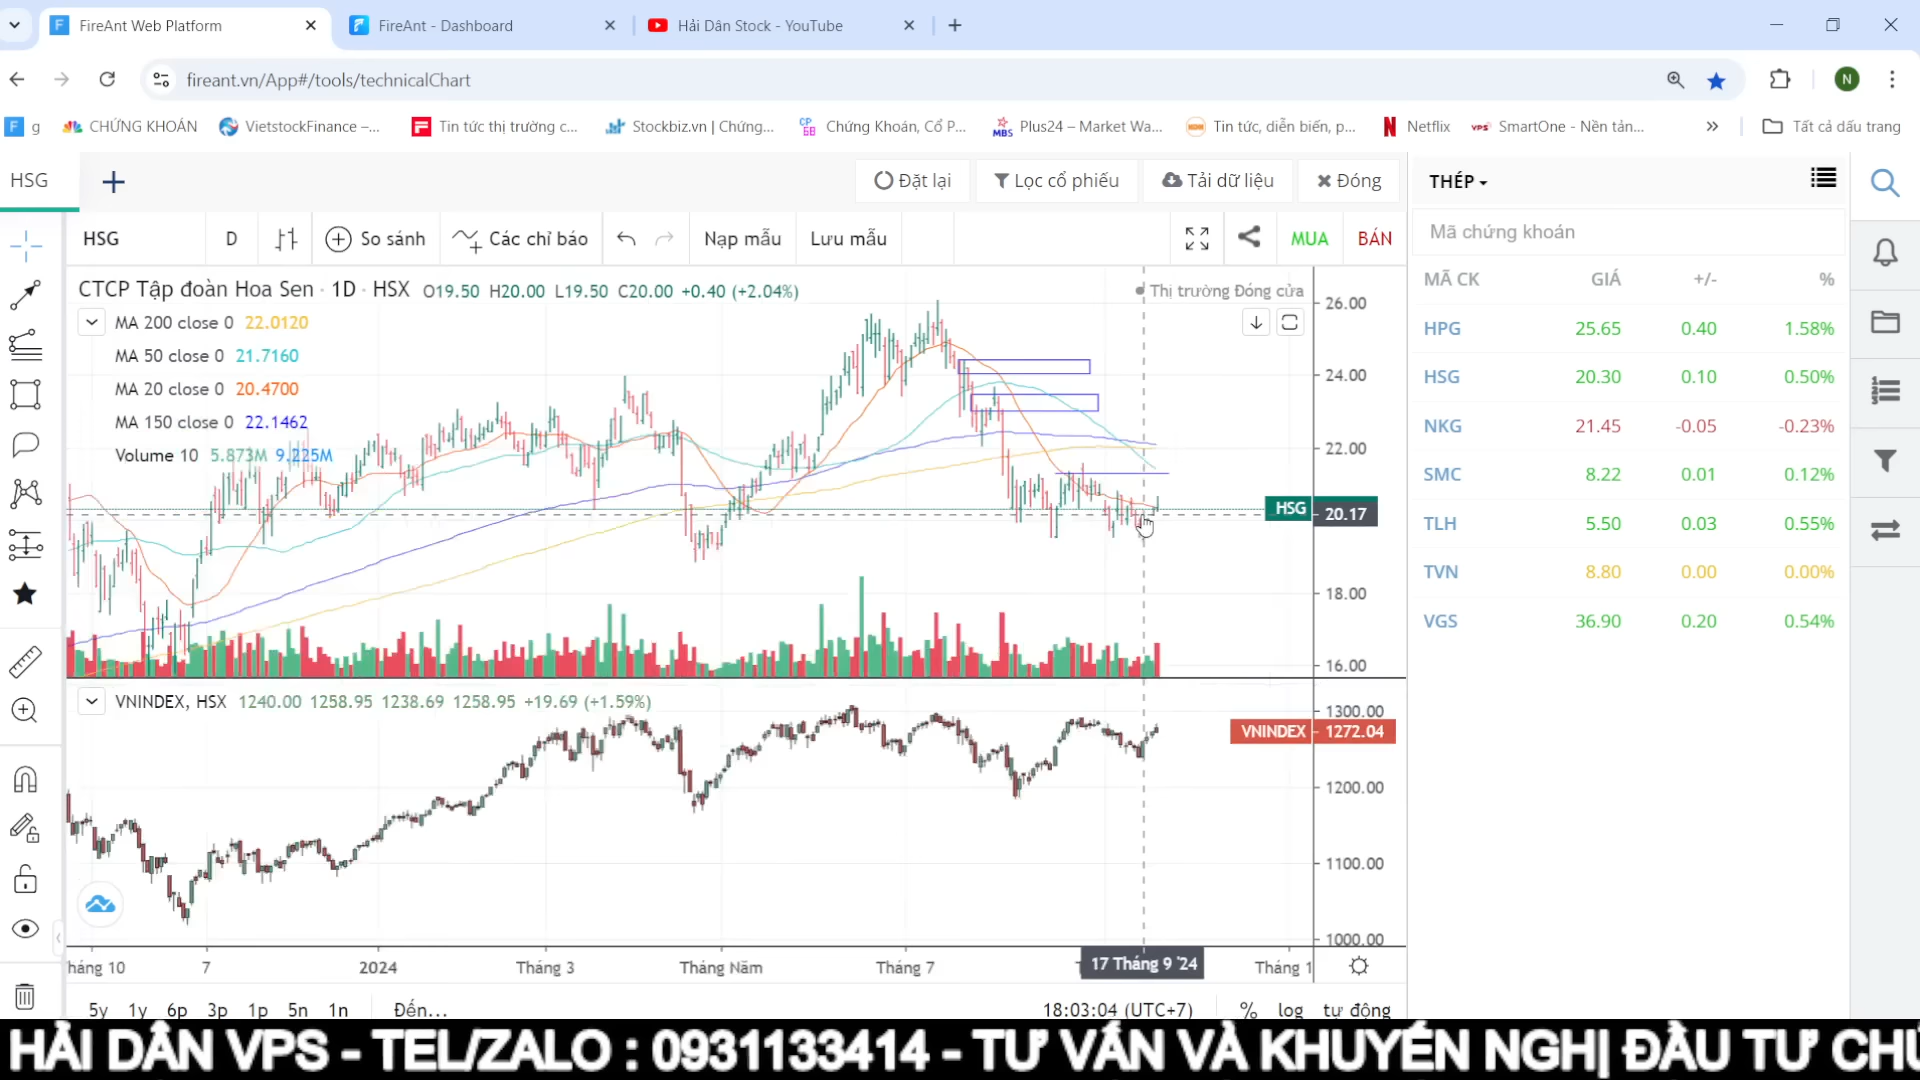 FireAnt Web Platform
FireAnt - Dashboard
Hải Dân Stock - YouTube
fireant.vn/App#/tools/technicalChart
N
g
CHỨNG KHOÁN
VietstockFinance –...
Tin tức thị trường c...
Stockbiz.vn | Chứng...
Chứng Khoán, Cổ P...
Plus24 – Market Wa...
Tin tức, diễn biến, p...
Netflix
SmartOne - Nền tản...
Tất cả dấu trang
HSG
Đặt lại
Lọc cổ phiếu
Tải dữ liệu
Đóng
THÉP
HSG
D
So sánh
Các chỉ báo
Nạp mẫu
Lưu mẫu
MUA
BÁN
Mã chứng khoán
CTCP Tập đoàn Hoa Sen · 1D · HSX O19.50 H20.00 L19.50 C20.00 +0.40 (+2.04%)
Thị trường Đóng cửa
MA 200 close 0 22.0120
MA 50 close 0 21.7160
MA 20 close 0 20.4700
MA 150 close 0 22.1462
Volume 10 5.873M 9.225M
26.00
24.00
22.00
HSG 20.17
18.00
16.00
MÃ CK GIÁ +/- %
HPG 25.65 0.40 1.58%
HSG 20.30 0.10 0.50%
NKG 21.45 -0.05 -0.23%
SMC 8.22 0.01 0.12%
TLH 5.50 0.03 0.55%
TVN 8.80 0.00 0.00%
VGS 36.90 0.20 0.54%
VNINDEX, HSX 1240.00 1258.95 1238.69 1258.95 +19.69 (+1.59%)
1300.00
VNINDEX 1272.04
1200.00
1100.00
1000.00
háng 10
7
2024
Tháng 3
Tháng Năm
Tháng 7
17 Tháng 9 '24
Tháng 1
5y 1y 6p 3p 1p 5n 1n Đến...
18:03:04 (UTC+7)
% log tự động
HẢI DÂN VPS - TEL/ZALO : 0931133414 - TƯ VẤN VÀ KHUYẾN NGHỊ ĐẦU TƯ CHỨ